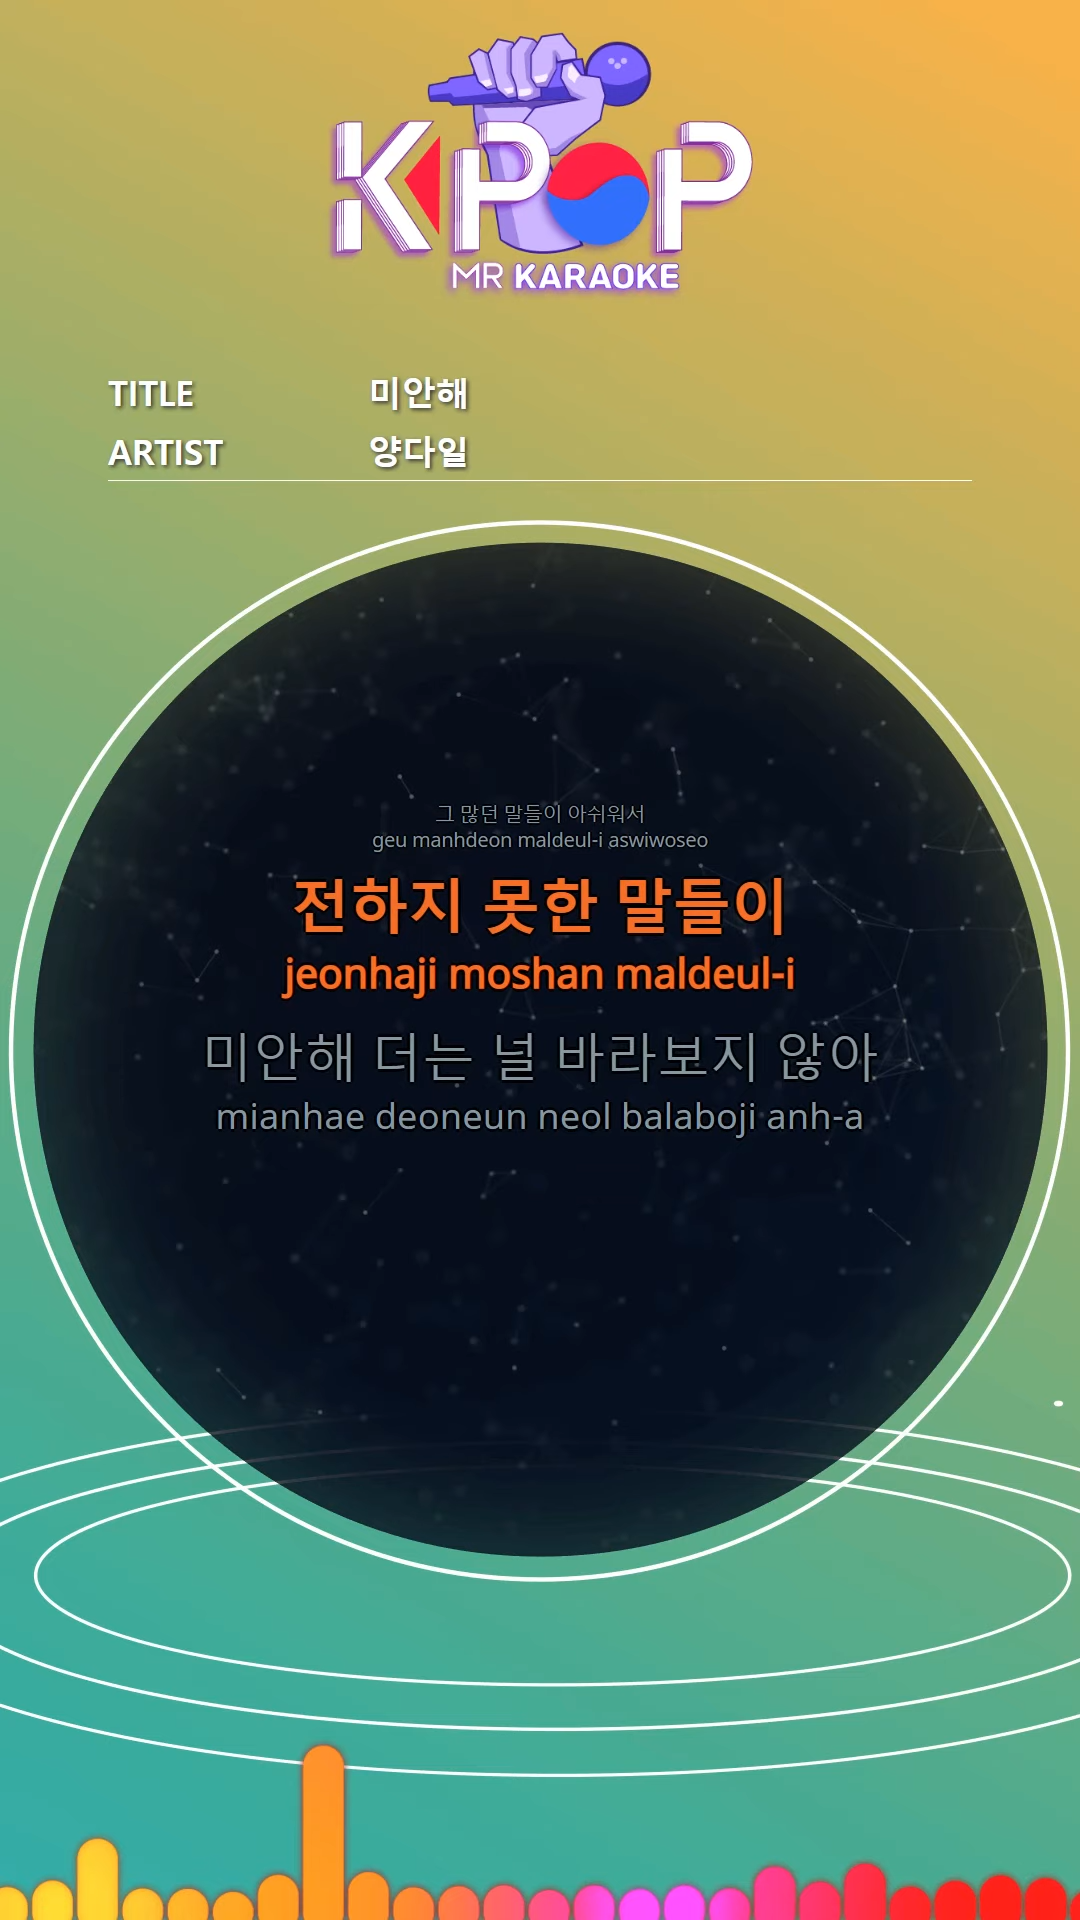 KPOP
MR KARAOKE
TITLE 미안해
ARTIST 양다일
그 많던 말들이 아쉬워서
geu manhdeon maldeul-i aswiwoseo
전하지 못한 말들이
jeonhaji moshan maldeul-i
미안해 더는 널 바라보지 않아
mianhae deoneun neol balaboji anh-a